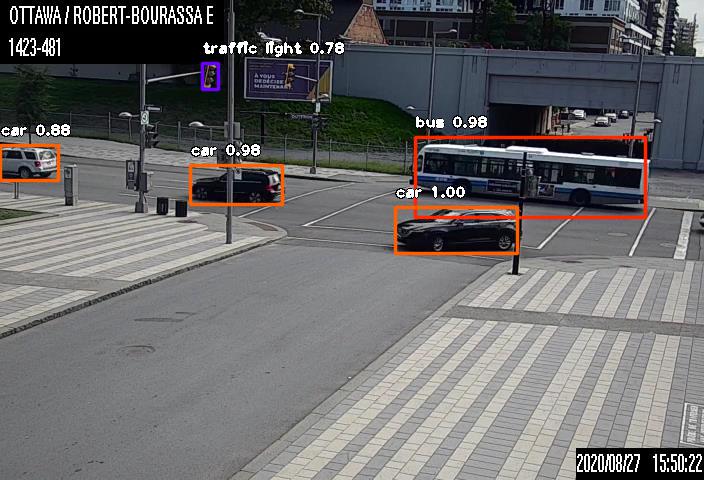 OTTAWA / ROBERT-BOURASSA E
1423-481
traffic light 0.78
À VOUS
DE DÉCIDER
MAINTENANT
car 0.88
car 0.98
bus 0.98
car 1.00
2020/08/27 15:50:22